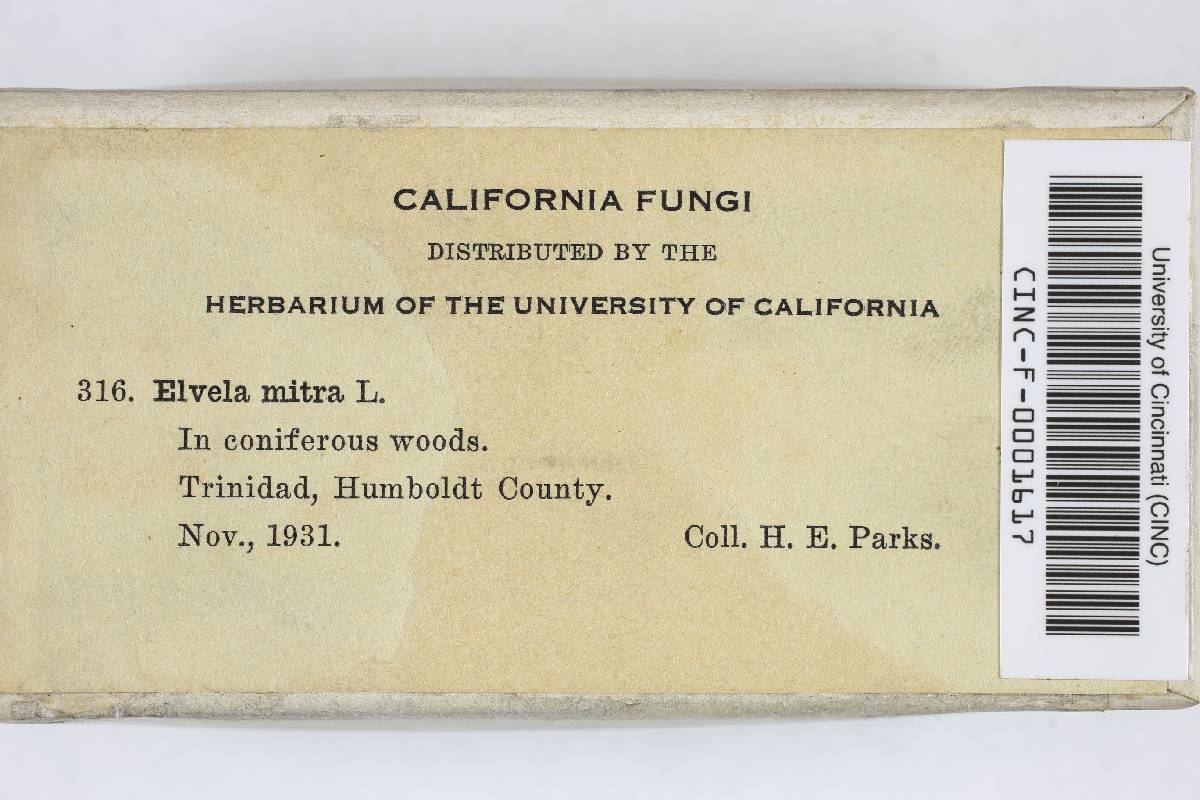 CALIFORNIA FUNGI
DISTRIBUTED BY THE
HERBARIUM OF THE UNIVERSITY OF CALIFORNIA
316. Elvela mitra L.
In coniferous woods.
Trinidad, Humboldt County.
Nov., 1931.
Coll. H. E. Parks.
University of Cincinnati (CINC)
CINC-F-0001617